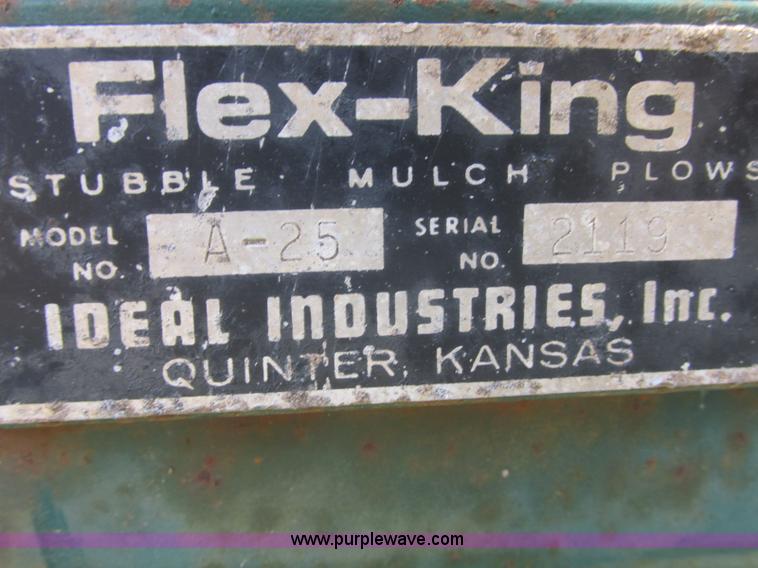 Flex-King
STUBBLE MULCH PLOWS
MODEL NO. A-25 SERIAL NO. 2119
IDEAL INDUSTRIES, Inc.
QUINTER, KANSAS
www.purplewave.com